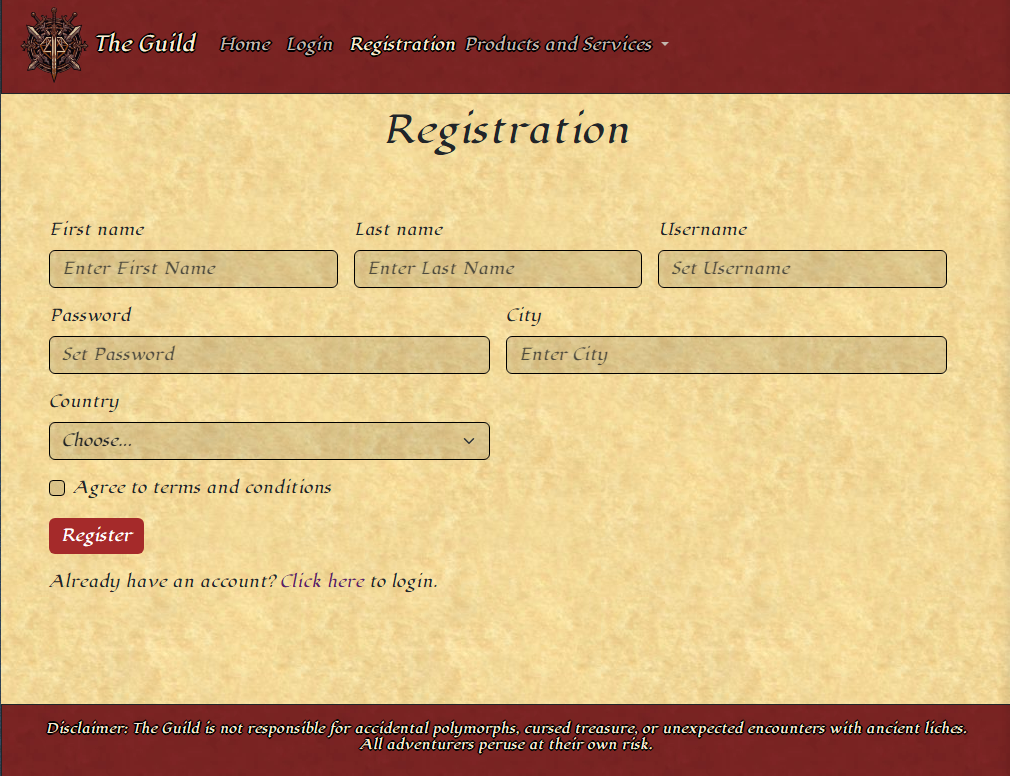 The Guild Home Login Registration Products and Services
Registration
First name Last name Username
Enter First Name Enter Last Name Set Username
Password City
Set Password Enter City
Country
Choose...
Agree to terms and conditions
Register
Already have an account? Click here to login.
Disclaimer: The Guild is not responsible for accidental polymorphs, cursed treasure, or unexpected encounters with ancient liches.
All adventurers peruse at their own risk.